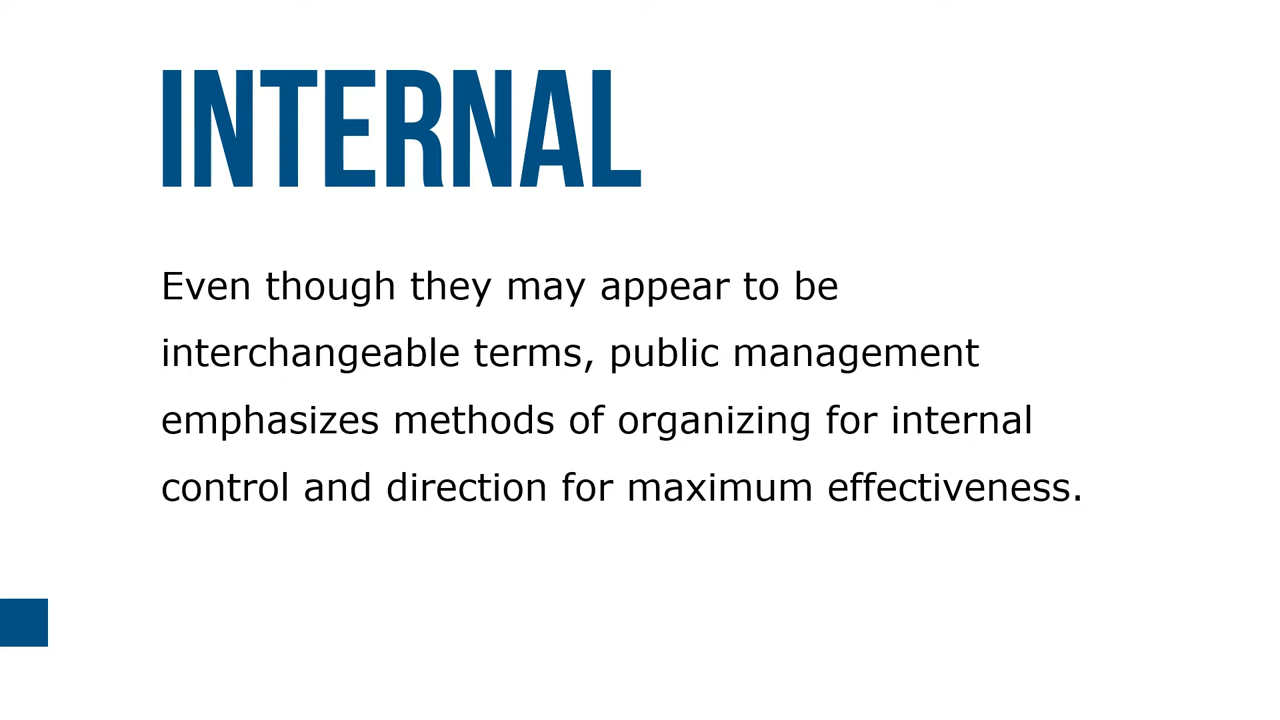 INTERNAL
Even though they may appear to be
interchangeable terms, public management
emphasizes methods of organizing for internal
control and direction for maximum effectiveness.